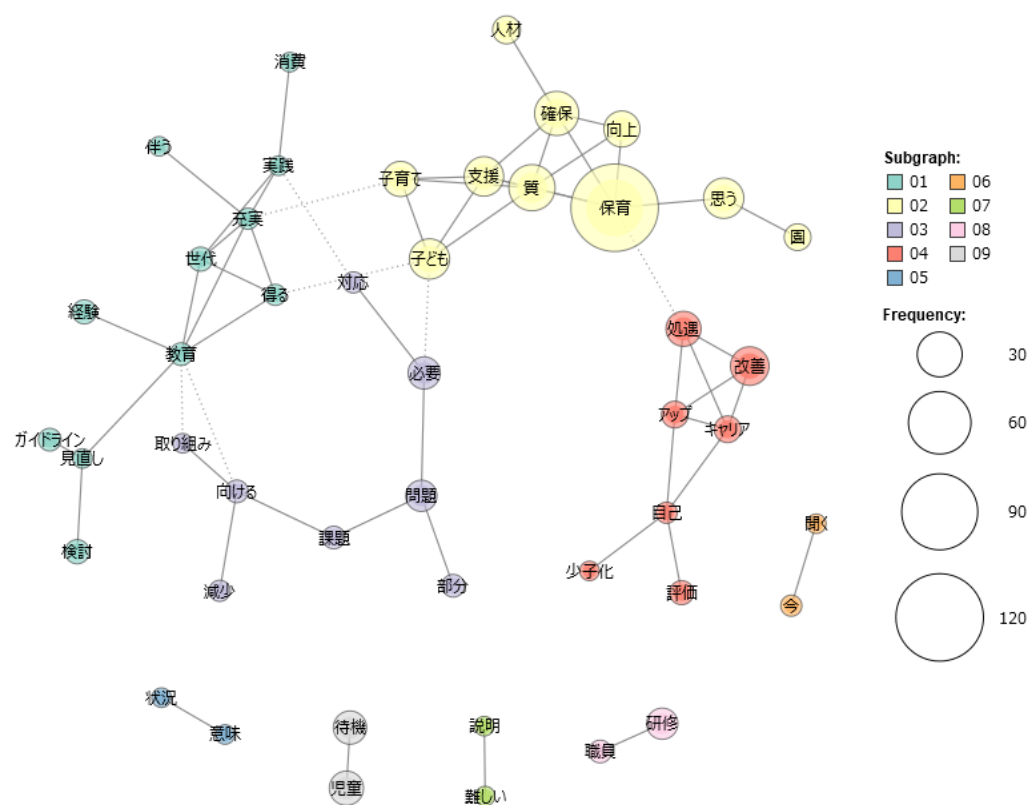 人材
消費
確保
向上
伴う
実践
子育て
支援
質
保育
思う
園
充実
世代
得る
対応
子ども
経験
教育
処遇
改善
必要
アップ
キャリア
ガイドライン
見直し
取り組み
向ける
問題
自己
聞く
検討
課題
減少
部分
少子化
評価
今
状況
意味
待機
児童
説明
難しい
研修
職員
Subgraph:
01
02
03
04
05
06
07
08
09
Frequency:
30
60
90
120